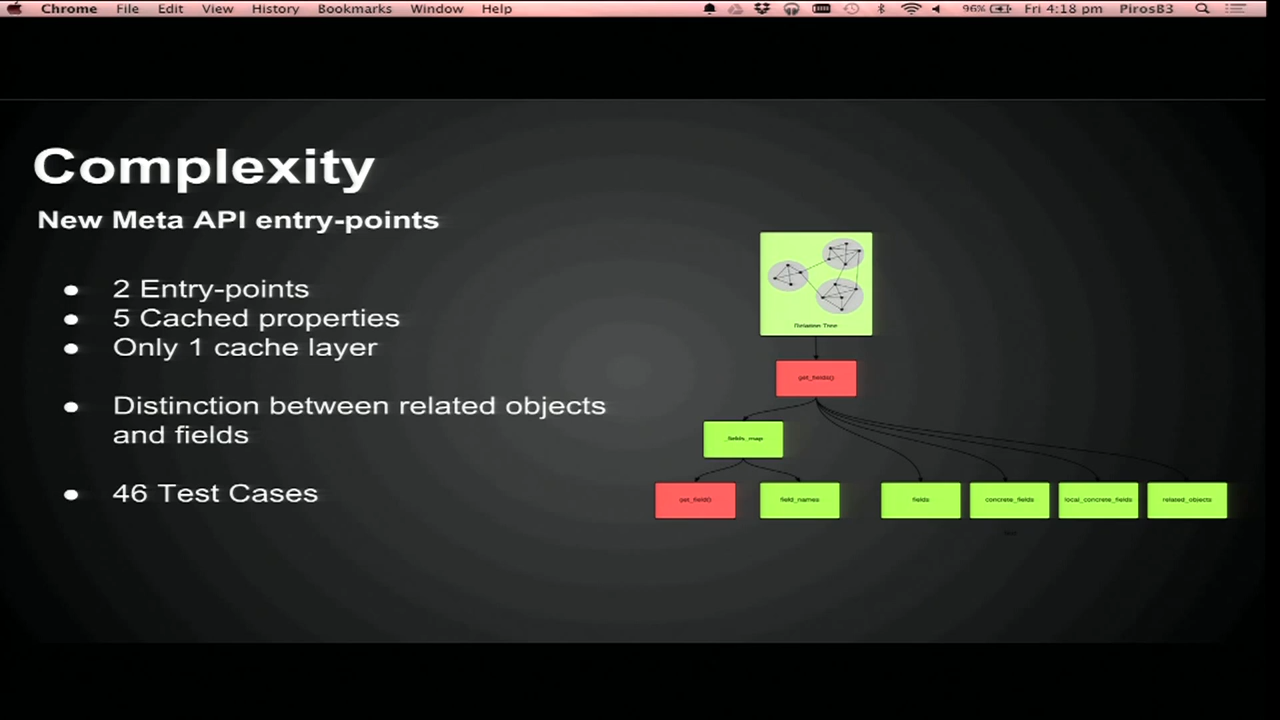 Chrome File Edit View History Bookmarks Window Help 96% Fri 4:18 pm PirosB3
Complexity
New Meta API entry-points
2 Entry-points
5 Cached properties
Only 1 cache layer
Distinction between related objects
and fields
46 Test Cases
Tree
get_fields()
_fields_map
get_field() field_names fields concrete_fields local_concrete_fields related_objects